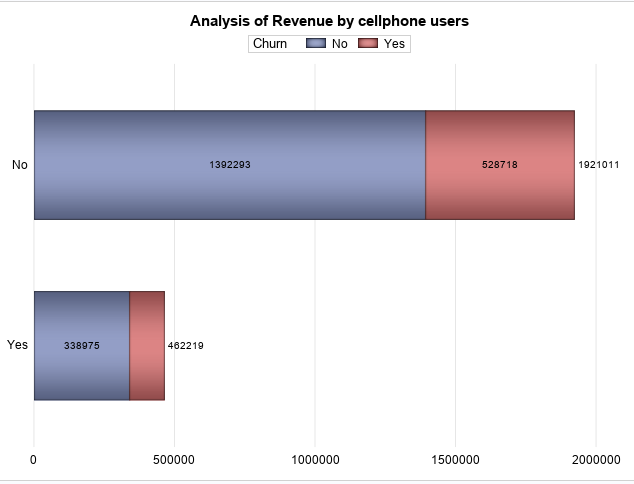 Analysis of Revenue by cellphone users
Churn No Yes
No 1392293 528718 1921011
Yes 338975 462219
0 500000 1000000 1500000 2000000